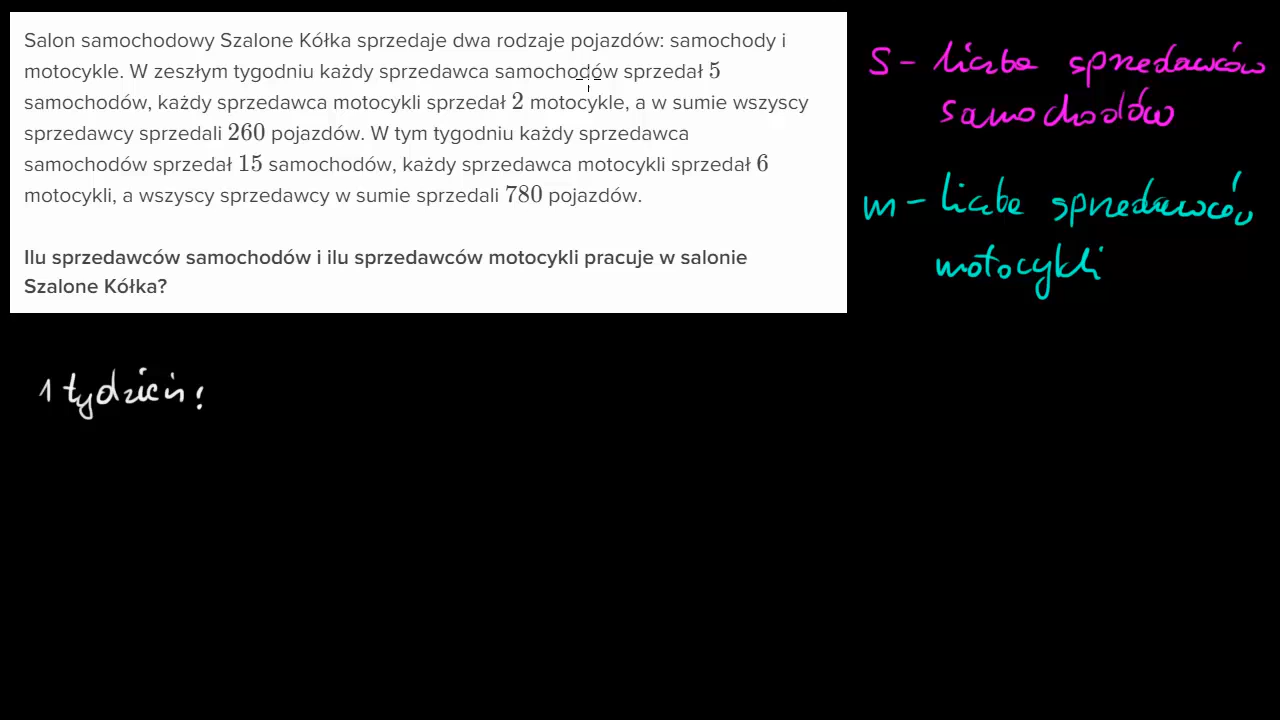 Salon samochodowy Szalone Kółka sprzedaje dwa rodzaje pojazdów: samochody i
motocykle. W zeszłym tygodniu każdy sprzedawca samochodów sprzedał 5
samochodów, każdy sprzedawca motocykli sprzedał 2 motocykle, a w sumie wszyscy
sprzedawcy sprzedali 260 pojazdów. W tym tygodniu każdy sprzedawca
samochodów sprzedał 15 samochodów, każdy sprzedawca motocykli sprzedał 6
motocykli, a wszyscy sprzedawcy w sumie sprzedali 780 pojazdów.
Ilu sprzedawców samochodów i ilu sprzedawców motocykli pracuje w salonie
Szalone Kółka?
S - liczba sprzedawców
samochodów
m - liczba sprzedawców
motocykli
1 tydzień: